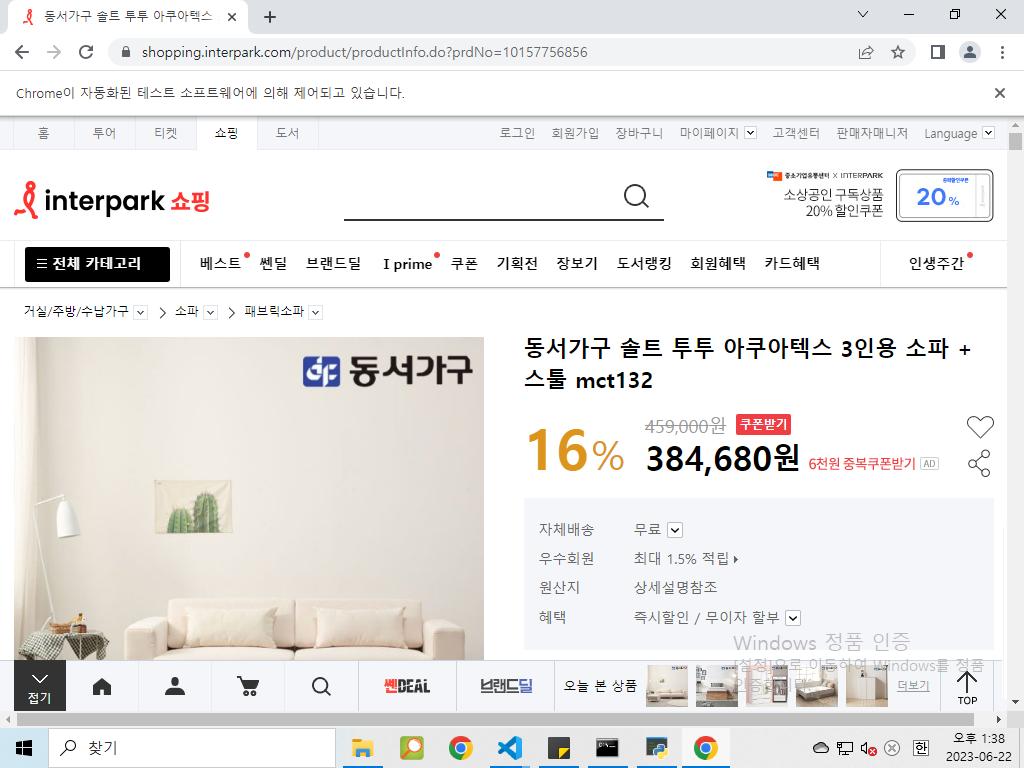 동서가구 솔트 투투 아쿠아텍스
shopping.interpark.com/product/productInfo.do?prdNo=10157756856
Chrome이 자동화된 테스트 소프트웨어에 의해 제어되고 있습니다.
홈 투어 티켓 쇼핑 도서 로그인 회원가입 장바구니 마이페이지 고객센터 판매자매니저 Language
interpark 쇼핑
중소기업유통센터 X INTERPARK
소상공인 구독상품
20% 할인쿠폰
20%
전체 카테고리 베스트 쎈딜 브랜드딜 I prime 쿠폰 기획전 장보기 도서랭킹 회원혜택 카드혜택 인생주간
거실/주방/수납가구 > 소파 > 패브릭소파
동서가구
동서가구 솔트 투투 아쿠아텍스 3인용 소파 +
스툴 mct132
16%
459,000원 쿠폰받기
384,680원 6천원 중복쿠폰받기 AD
자체배송 무료
우수회원 최대 1.5% 적립
원산지 상세설명참조
혜택 즉시할인 / 무이자 할부
Windows 정품 인증
[설정]으로 이동하여 Windows를 정품
접기 쎈DEAL 브랜드딜 오늘 본 상품 더보기 TOP
찾기
한
오후 1:38
2023-06-22